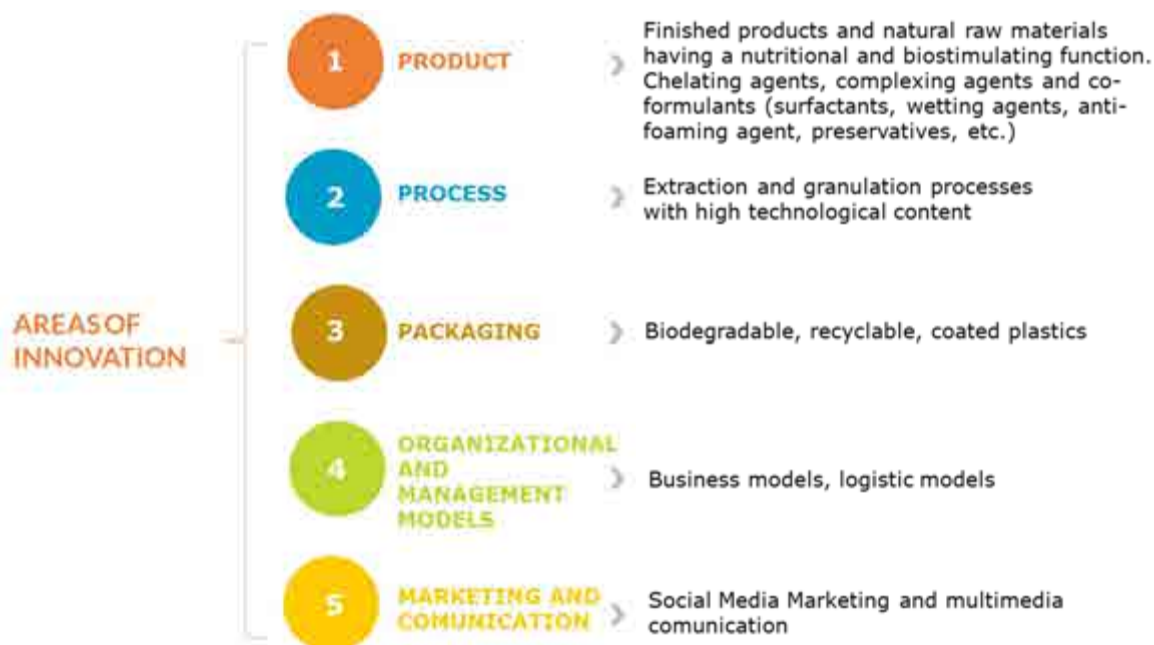 AREAS OF
INNOVATION
1
PRODUCT
Finished products and natural raw materials
having a nutritional and biostimulating function.
Chelating agents, complexing agents and co-
formulants (surfactants, wetting agents, anti-
foaming agent, preservatives, etc.)
2
PROCESS
Extraction and granulation processes
with high technological content
3
PACKAGING
Biodegradable, recyclable, coated plastics
4
ORGANIZATIONAL
AND
MANAGEMENT
MODELS
Business models, logistic models
5
MARKETING AND
COMUNICATION
Social Media Marketing and multimedia
comunication